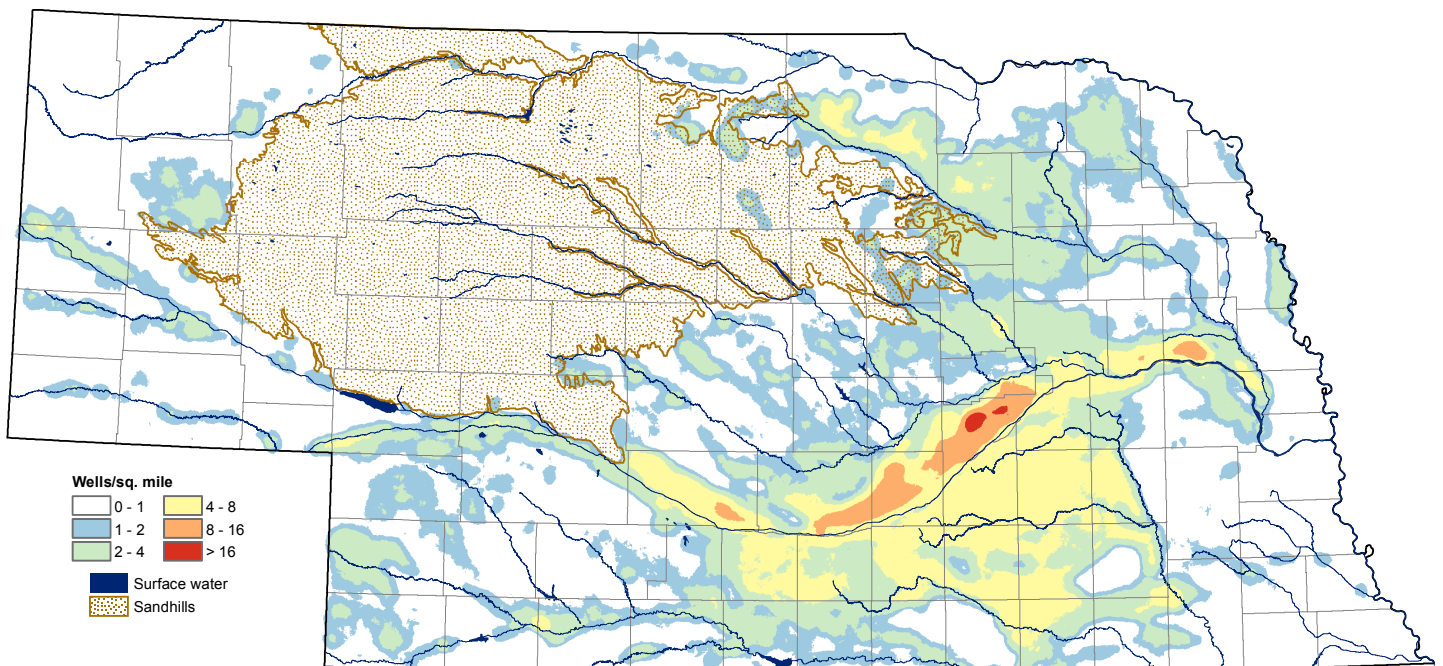 Wells/sq. mile
0 - 1 4 - 8
1 - 2 8 - 16
2 - 4 > 16
Surface water
Sandhills